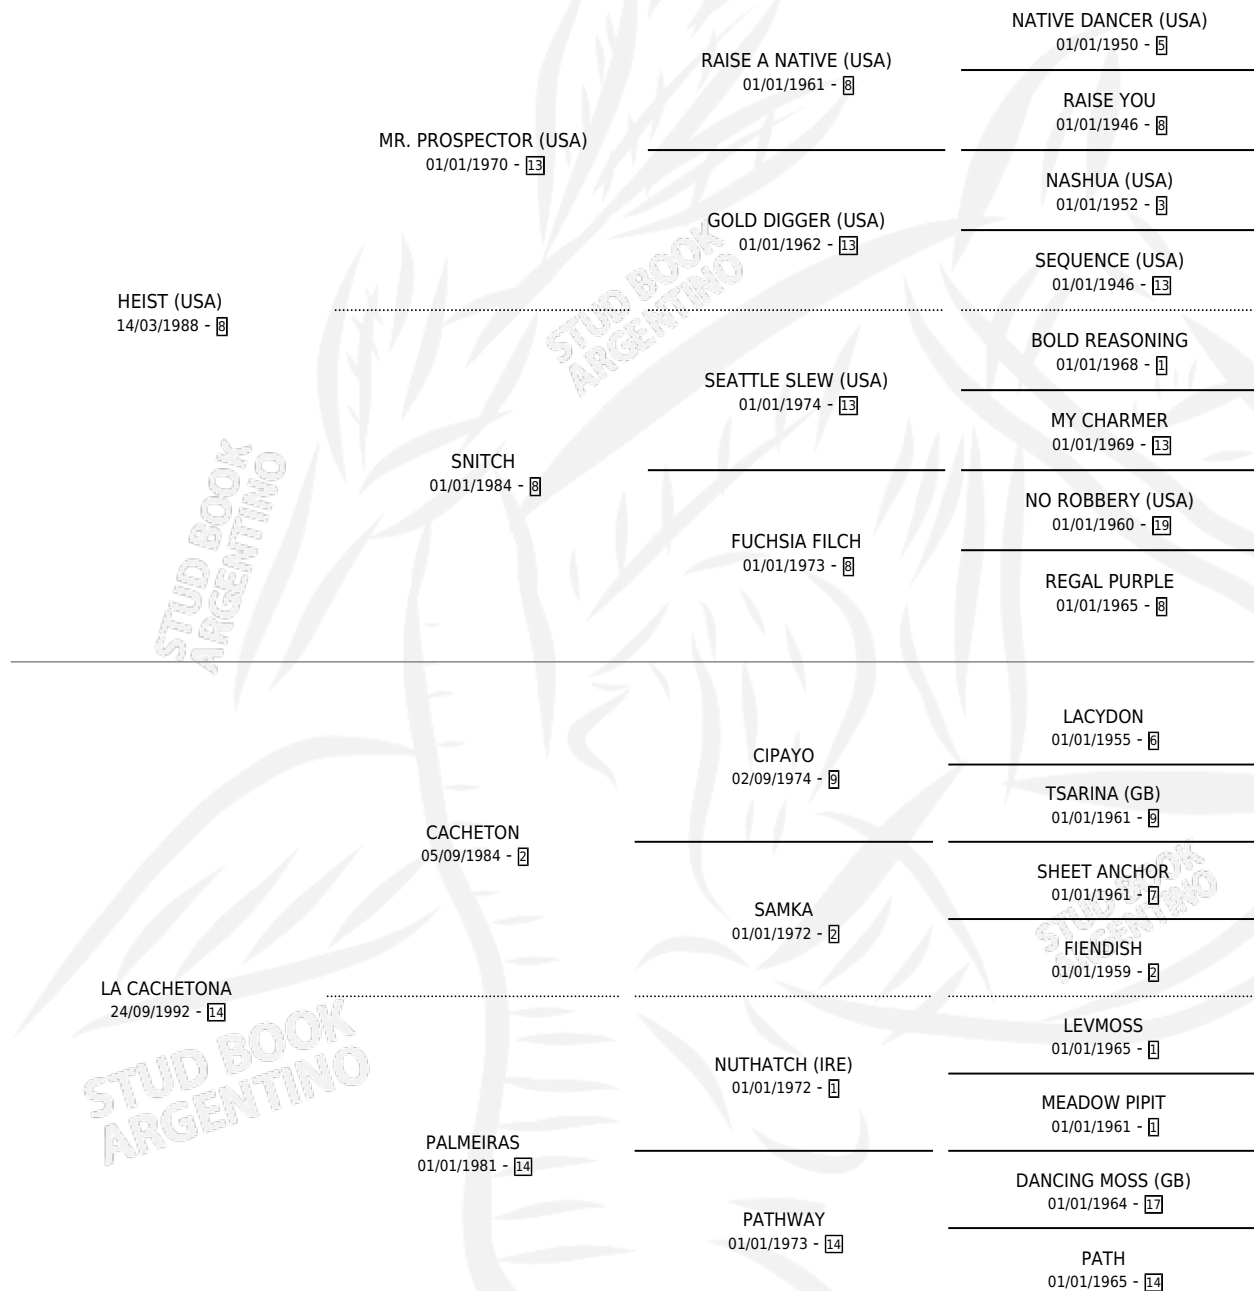 NATIVE DANCER (USA)
01/01/1950 - 5
RAISE A NATIVE (USA)
01/01/1961 - 8
RAISE YOU
01/01/1946 - 8
MR. PROSPECTOR (USA)
01/01/1970 - 13
NASHUA (USA)
01/01/1952 - 3
GOLD DIGGER (USA)
01/01/1962 - 13
SEQUENCE (USA)
01/01/1946 - 13
HEIST (USA)
14/03/1988 - 8
BOLD REASONING
01/01/1968 - 1
SEATTLE SLEW (USA)
01/01/1974 - 13
MY CHARMER
01/01/1969 - 13
SNITCH
01/01/1984 - 8
NO ROBBERY (USA)
01/01/1960 - 19
FUCHSIA FILCH
01/01/1973 - 8
REGAL PURPLE
01/01/1965 - 8
LACYDON
01/01/1955 - 6
CIPAYO
02/09/1974 - 9
TSARINA (GB)
01/01/1961 - 9
CACHETON
05/09/1984 - 2
SHEET ANCHOR
01/01/1961 - 7
SAMKA
01/01/1972 - 2
FIENDISH
01/01/1959 - 2
LA CACHETONA
24/09/1992 - 14
LEVMOSS
01/01/1965 - 1
NUTHATCH (IRE)
01/01/1972 - 1
MEADOW PIPIT
01/01/1961 - 1
PALMEIRAS
01/01/1981 - 14
DANCING MOSS (GB)
01/01/1964 - 17
PATHWAY
01/01/1973 - 14
PATH
01/01/1965 - 14
STUD BOOK
ARGENTINO
STUD BOOK
ARGENTINO
STUD BOOK
ARGENTINO
STUD BOOK
ARGENTINO